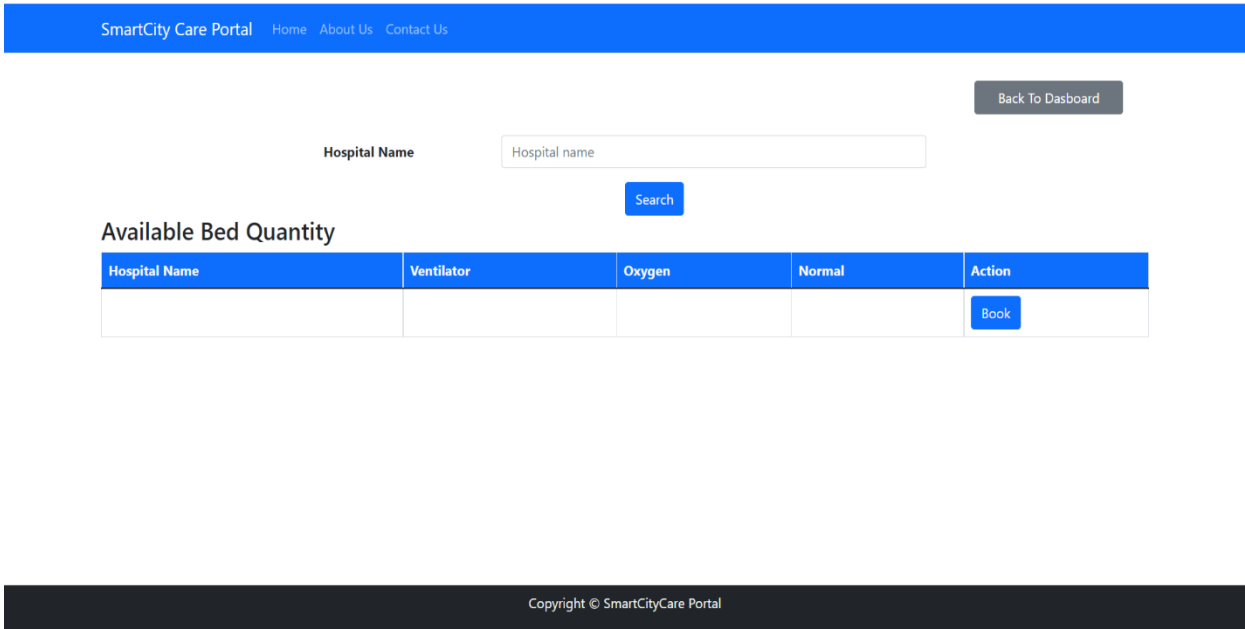 SmartCity Care Portal Home About Us Contact Us
Back To Dasboard
Hospital Name Hospital name
Search
Available Bed Quantity
Hospital Name Ventilator Oxygen Normal Action
Book
Copyright © SmartCityCare Portal